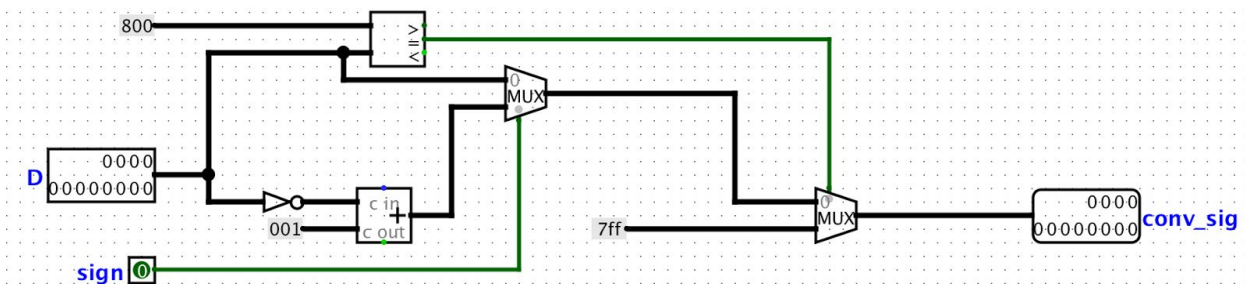 800
>
=
<
0
MUX
D
0000
00000000
c in
+
001
c out
sign
0
7ff
0
MUX
0000
00000000
conv_sig